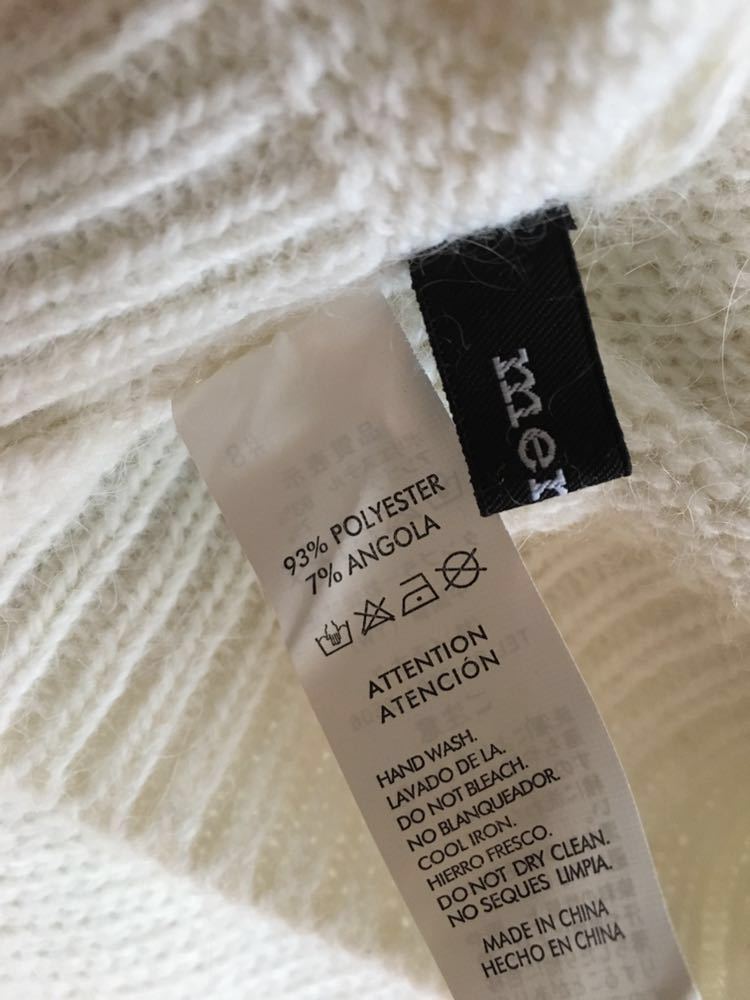 mer
93% POLYESTER
7% ANGOLA
ATTENTION
ATENCIÓN
HAND WASH.
LAVADO DE LA.
DO NOT BLEACH.
NO BLANQUEADOR.
COOL IRON.
HIERRO FRESCO.
DO NOT DRY CLEAN.
NO SEQUES LIMPIA.
MADE IN CHINA
HECHO EN CHINA